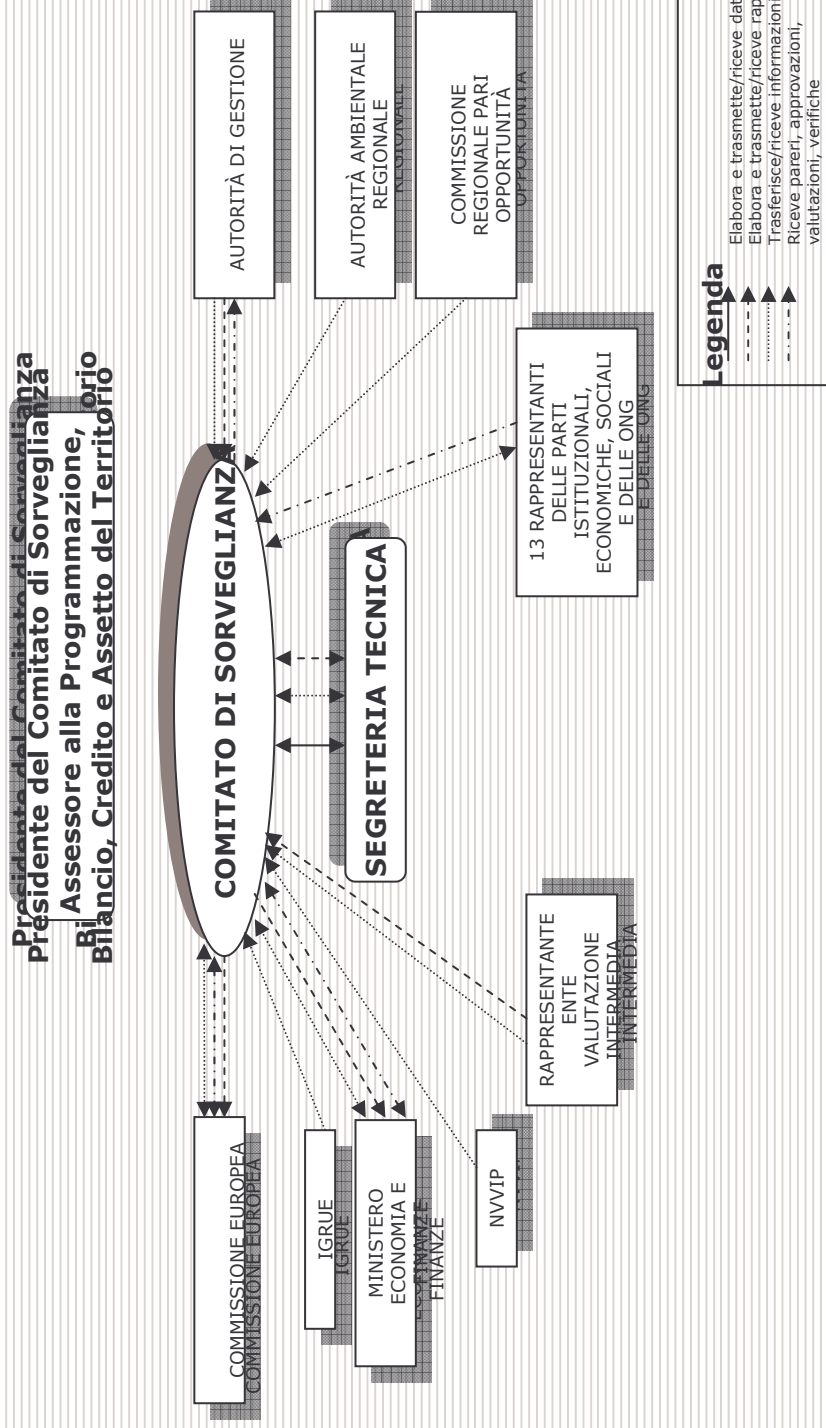 Presidente del Comitato di Sorveglianza
Assessore alla Programmazione,
Bilancio, Credito e Assetto del Territorio
COMITATO DI SORVEGLIANZA
SEGRETERIA TECNICA
COMMISSIONE EUROPEA
IGRUE
MINISTERO
ECONOMIA E
FINANZE
NVVIP
RAPPRESENTANTE
ENTE
VALUTAZIONE
INTERMEDIA
13 RAPPRESENTANTI
DELLE PARTI
ISTITUZIONALI,
ECONOMICHE, SOCIALI
E DELLE ONG
AUTORITÀ DI GESTIONE
AUTORITÀ AMBIENTALE
REGIONALE
COMMISSIONE
REGIONALE PARI
OPPORTUNITÀ
Legenda
Elabora e trasmette/riceve
Elabora e trasmette/riceve
Trasferisce/riceve informazioni
Riceve pareri, approvazioni,
valutazioni, verifiche